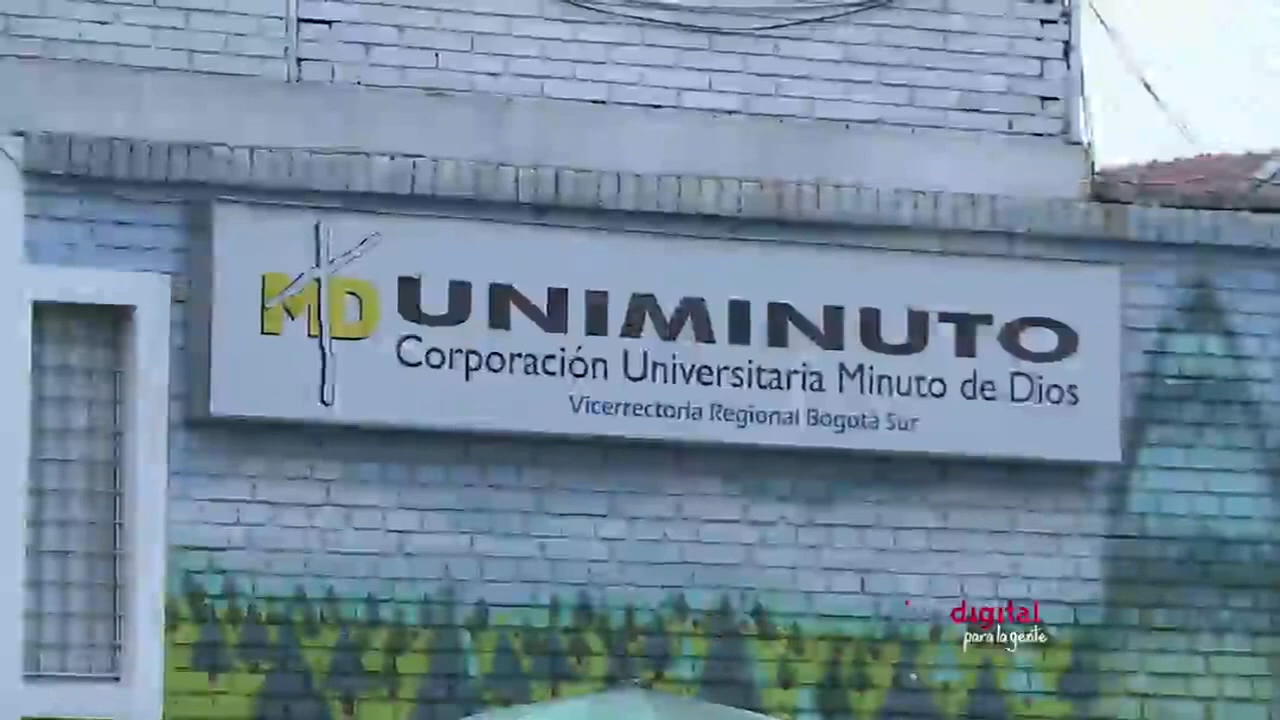 MD UNIMINUTO
Corporación Universitaria Minuto de Dios
Vicerrectoría Regional Bogotá Sur
digital
para la gente